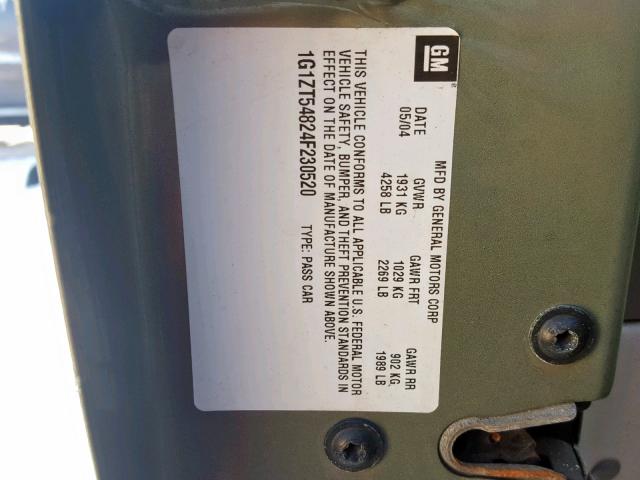 GM
MFD BY GENERAL MOTORS CORP
DATE GVWR GAWR FRT GAWR RR
05/04 1931 KG 1029 KG 902 KG
4258 LB 2269 LB 1989 LB
THIS VEHICLE CONFORMS TO ALL APPLICABLE U.S. FEDERAL MOTOR
VEHICLE SAFETY, BUMPER, AND THEFT PREVENTION STANDARDS IN
EFFECT ON THE DATE OF MANUFACTURE SHOWN ABOVE.
1G1ZT54824F230520 TYPE: PASS CAR